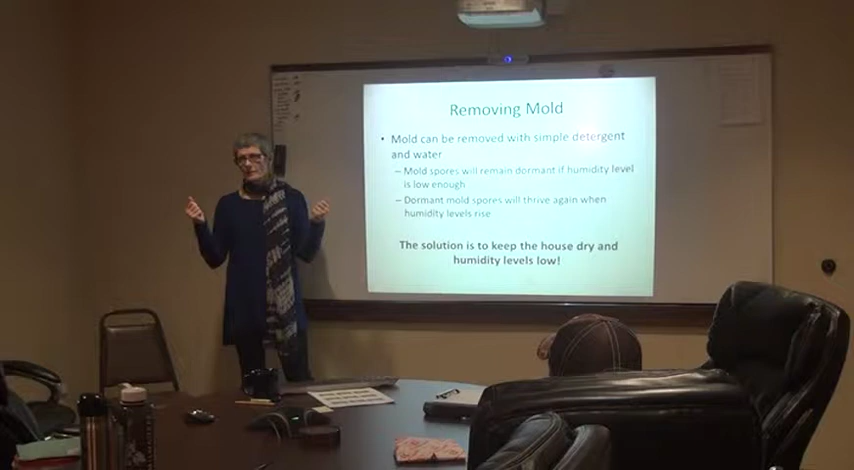 Removing Mold
• Mold can be removed with simple detergent
and water
– Mold spores will remain dormant if humidity level
is low enough
– Dormant mold spores will thrive again when
humidity levels rise
The solution is to keep the house dry and
humidity levels low!